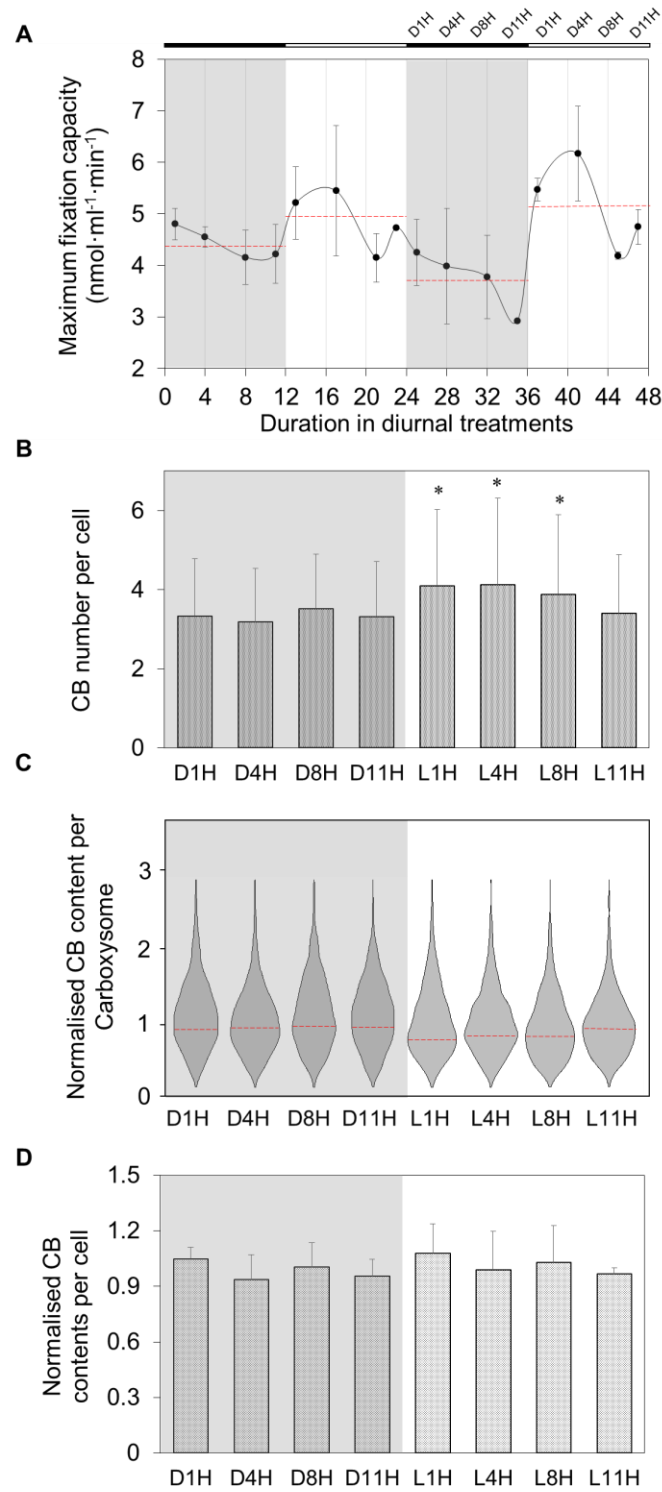 D1H D4H D8H D11H D1H D4H D8H D11H
A
Maximum fixation capacity
(nmol·ml⁻¹·min⁻¹)
8
7
6
5
4
3
2
0 4 8 12 16 20 24 28 32 36 40 44 48
Duration in diurnal treatments
B
CB number per cell
6
4
2
0
* * *
D1H D4H D8H D11H L1H L4H L8H L11H
C
Normalised CB content per
Carboxysome
3
2
1
0
D1H D4H D8H D11H L1H L4H L8H L11H
D
Normalised CB
contents per cell
1.5
1.2
0.9
0.6
0.3
0
D1H D4H D8H D11H L1H L4H L8H L11H